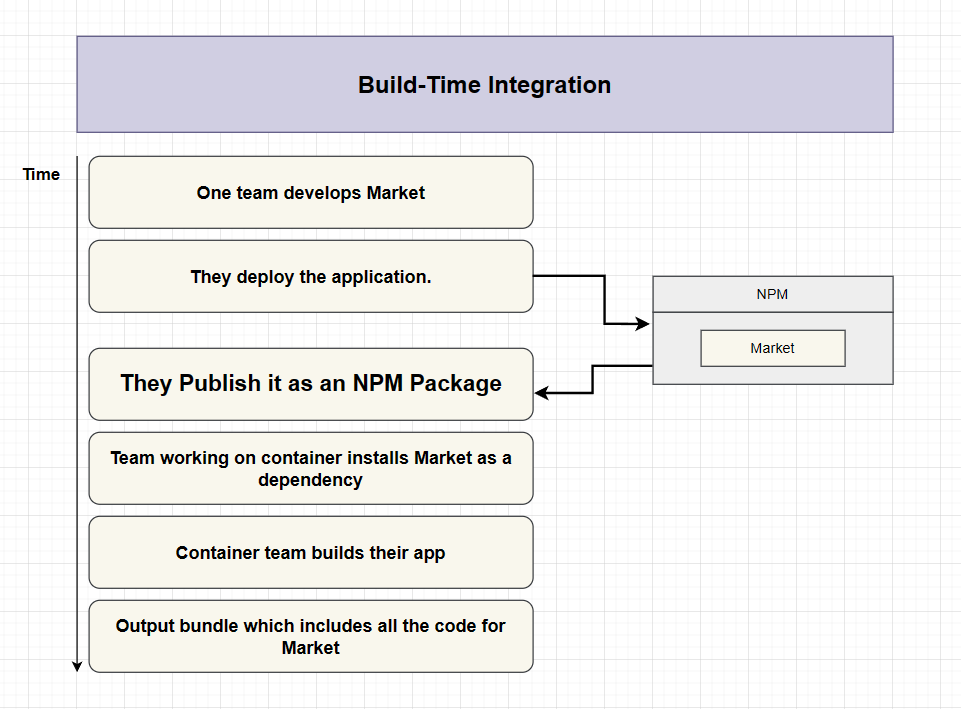 Build-Time Integration
Time
One team develops Market
They deploy the application.
NPM
Market
They Publish it as an NPM Package
Team working on container installs Market as a
dependency
Container team builds their app
Output bundle which includes all the code for
Market